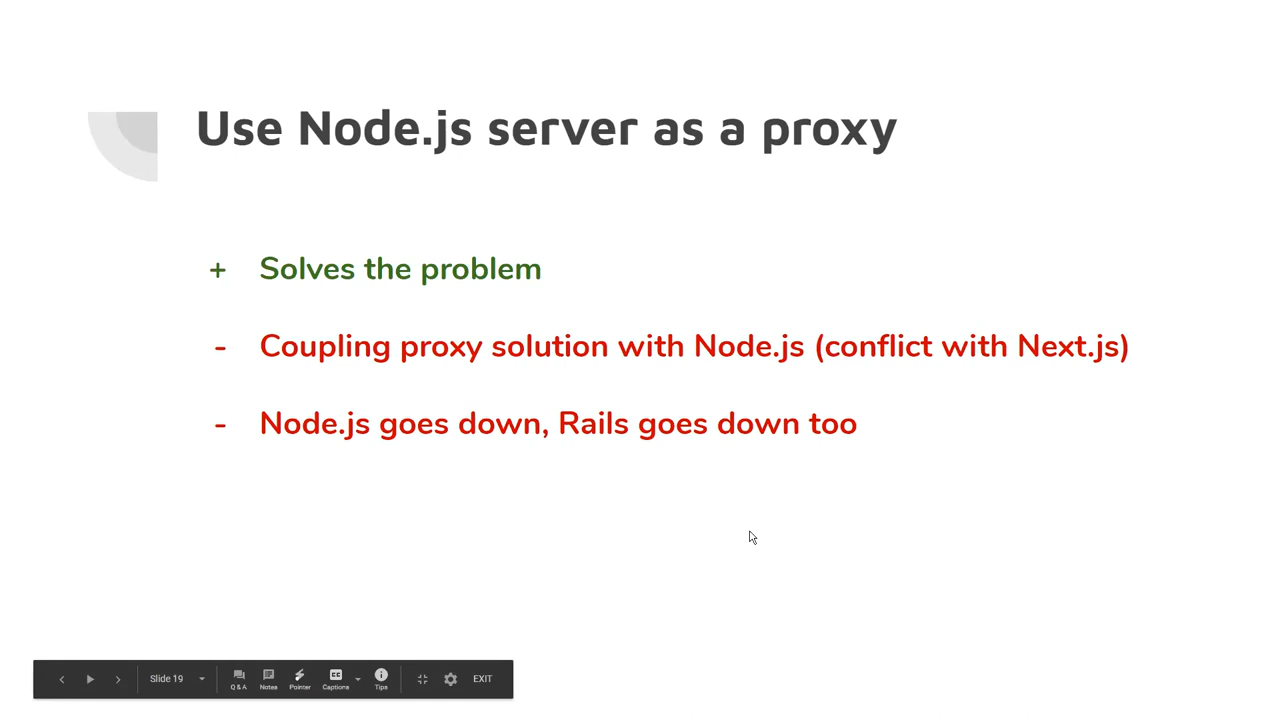 Use Node.js server as a proxy
+ Solves the problem
- Coupling proxy solution with Node.js (conflict with Next.js)
- Node.js goes down, Rails goes down too
Slide 19 Q & A Notes Pointer Captions Tips EXIT